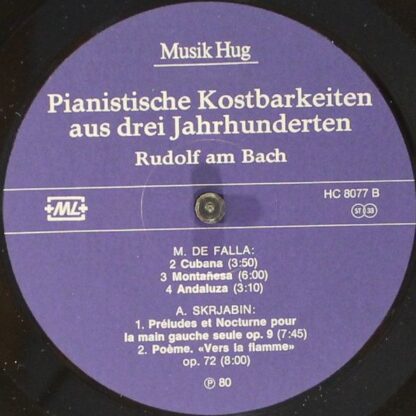 Musik Hug
Pianistische Kostbarkeiten
aus drei Jahrhunderten
Rudolf am Bach
ML
HC 8077 B
ST 33
M. DE FALLA:
2 Cubana (3:50)
3 Montañesa (6:00)
4 Andaluza (3:10)
A. SKRJABIN:
1. Préludes et Nocturne pour
la main gauche seule op. 9 (7:45)
2. Poème. «Vers la flamme»
op. 72 (8:00)
Ⓟ 80